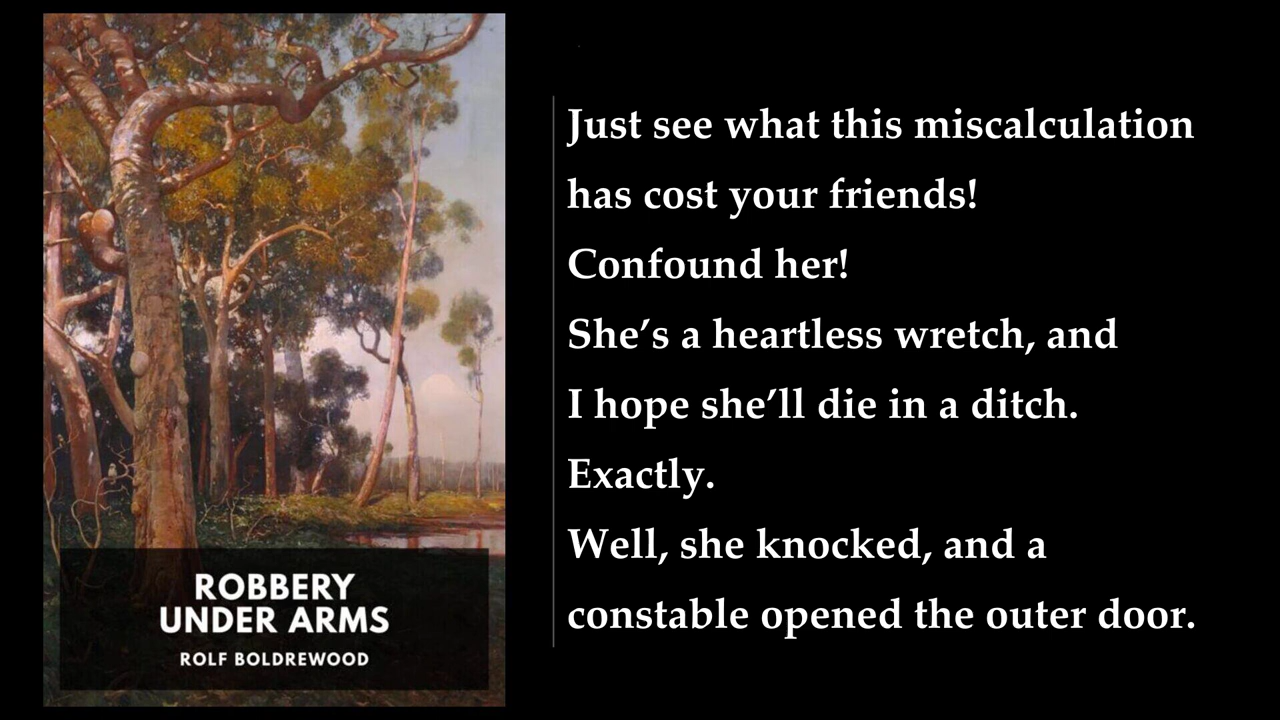 Just see what this miscalculation
has cost your friends!
Confound her!
She’s a heartless wretch, and
I hope she’ll die in a ditch.
Exactly.
Well, she knocked, and a
constable opened the outer door.
ROBBERY
UNDER ARMS
ROLF BOLDREWOOD